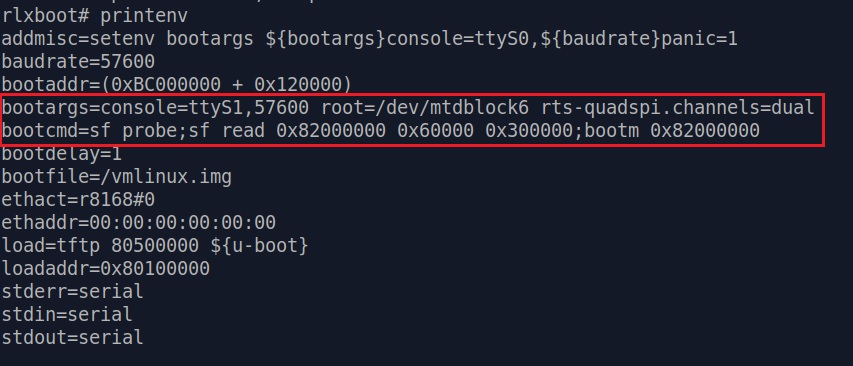 rlxboot# printenv
addmisc=setenv bootargs ${bootargs}console=ttyS0,${baudrate}panic=1
baudrate=57600
bootaddr=(0xBC000000 + 0x120000)
bootargs=console=ttyS1,57600 root=/dev/mtdblock6 rts-quadspi.channels=dual
bootcmd=sf probe;sf read 0x82000000 0x60000 0x300000;bootm 0x82000000
bootdelay=1
bootfile=/vmlinux.img
ethact=r8168#0
ethaddr=00:00:00:00:00:00
load=tftp 80500000 ${u-boot}
loadaddr=0x80100000
stderr=serial
stdin=serial
stdout=serial